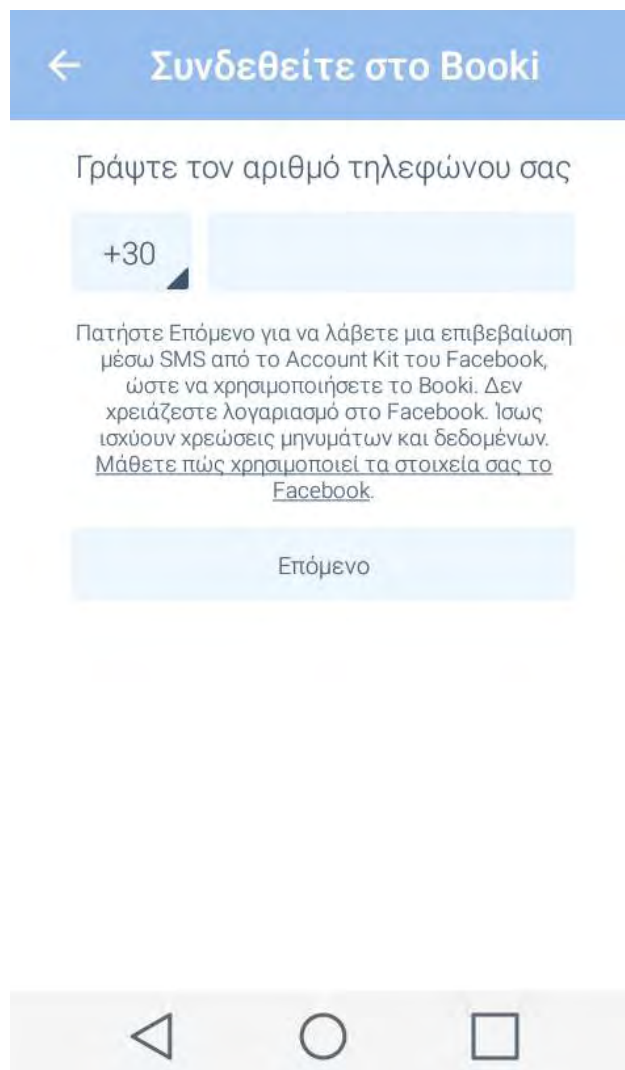 Συνδεθείτε στο Booki
Γράψτε τον αριθμό τηλεφώνου σας
+30
Πατήστε Επόμενο για να λάβετε μια επιβεβαίωση
μέσω SMS από το Account Kit του Facebook,
ώστε να χρησιμοποιήσετε το Booki. Δεν
χρειάζεστε λογαριασμό στο Facebook. Ίσως
ισχύουν χρεώσεις μηνυμάτων και δεδομένων.
Μάθετε πώς χρησιμοποιεί τα στοιχεία σας το
Facebook.
Επόμενο